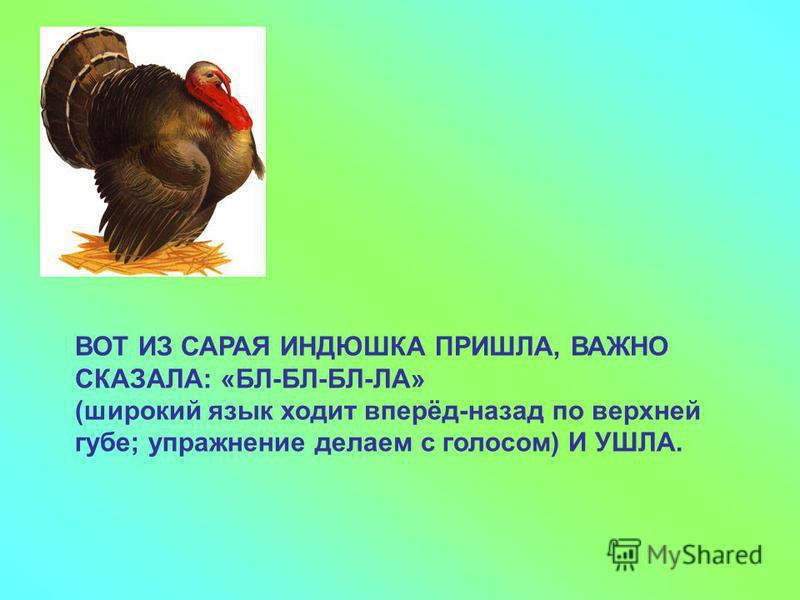 ВОТ ИЗ САРАЯ ИНДЮШКА ПРИШЛА, ВАЖНО
СКАЗАЛА: «БЛ-БЛ-БЛ-ЛА»
(широкий язык ходит вперёд-назад по верхней
губе; упражнение делаем с голосом) И УШЛА.
MyShared